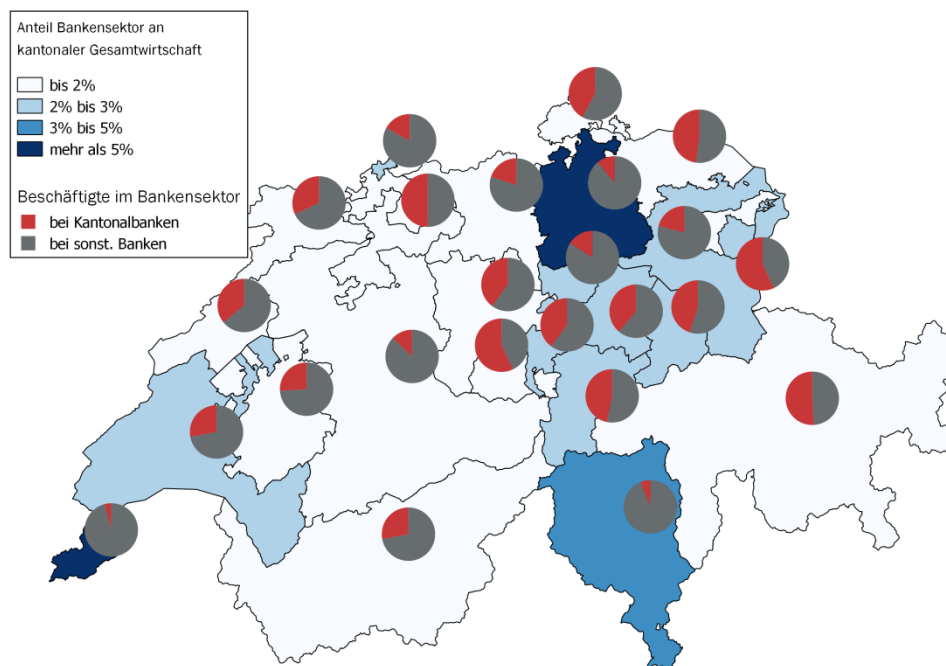 Anteil Bankensektor an
kantonaler Gesamtwirtschaft
bis 2%
2% bis 3%
3% bis 5%
mehr als 5%
Beschäftigte im Bankensektor
bei Kantonalbanken
bei sonst. Banken